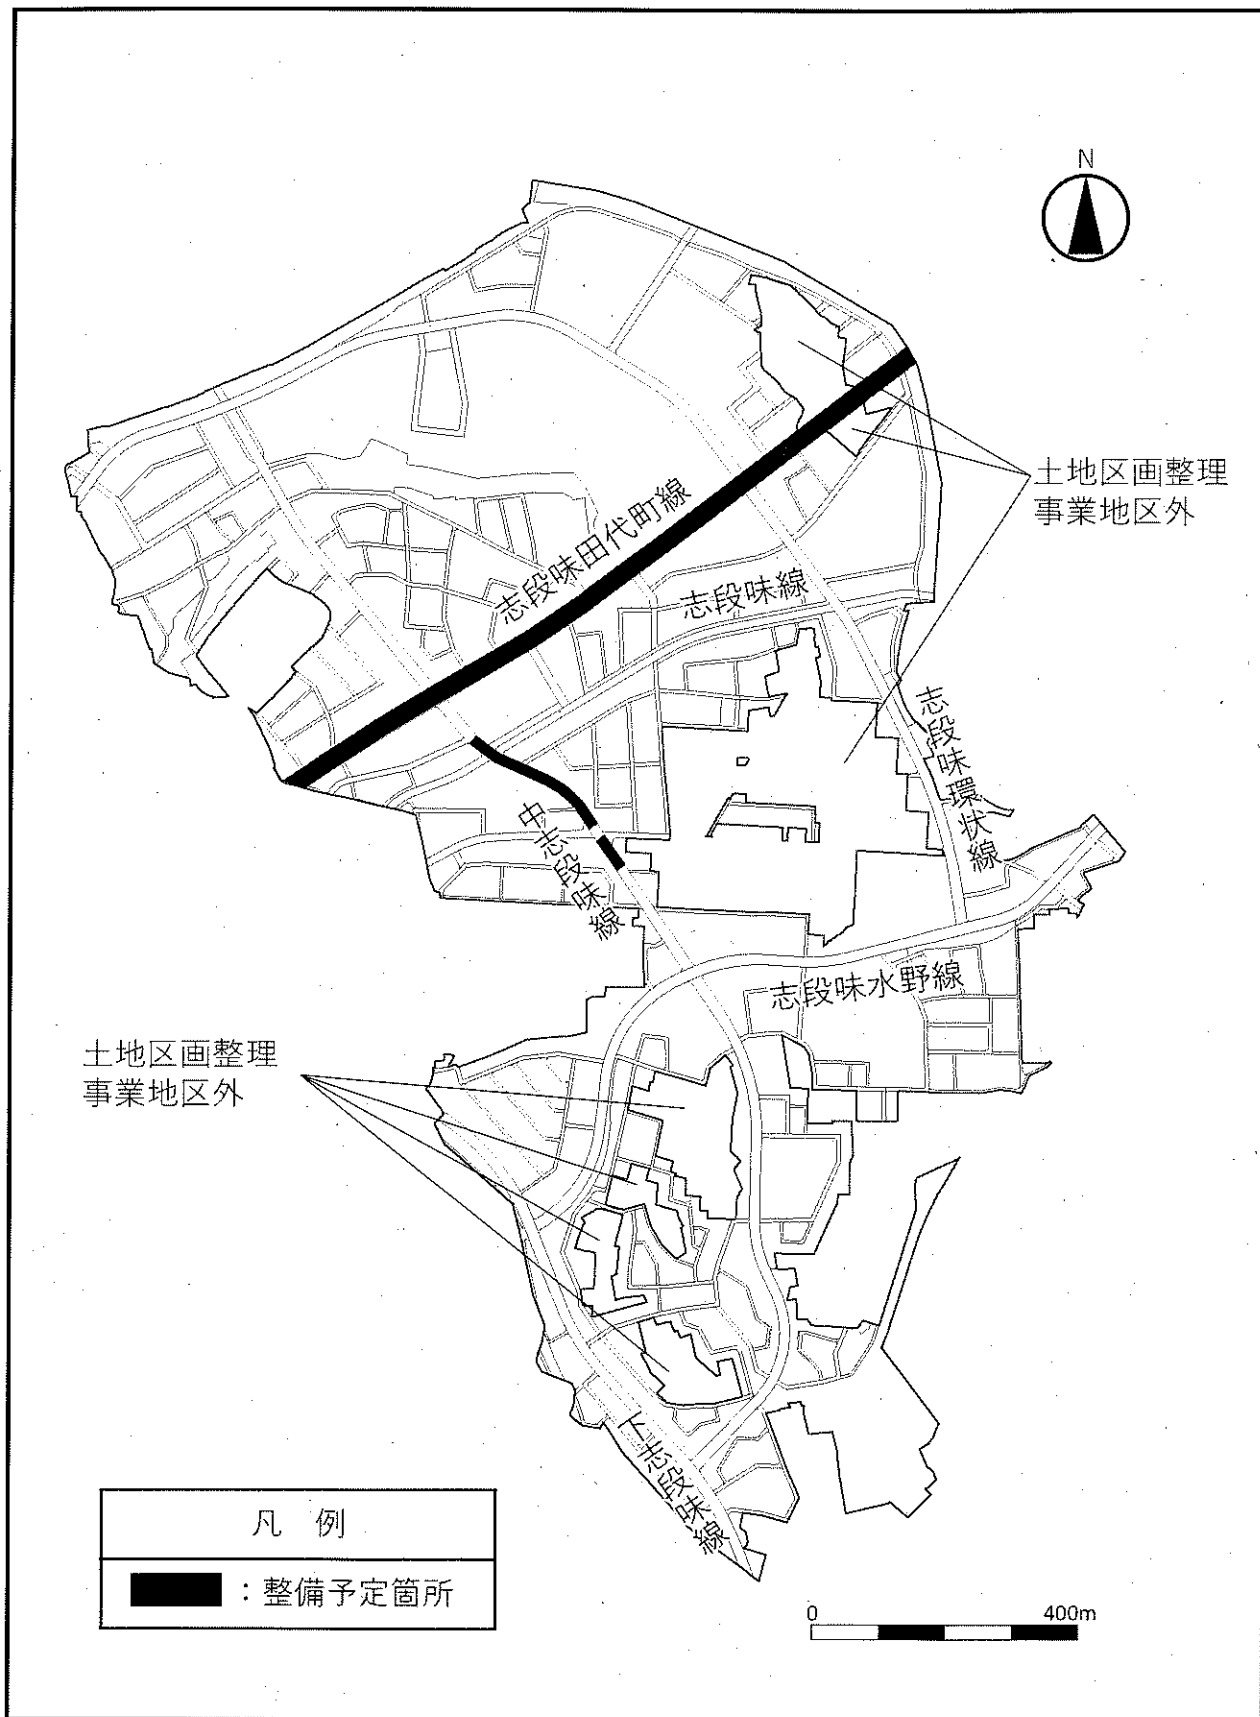 N
土地区画整理
事業地区外
志段味田代町線
志段味線
志段味環状線
中志段味線
志段味水野線
土地区画整理
事業地区外
下志段味線
凡 例
：整備予定箇所
0 400m